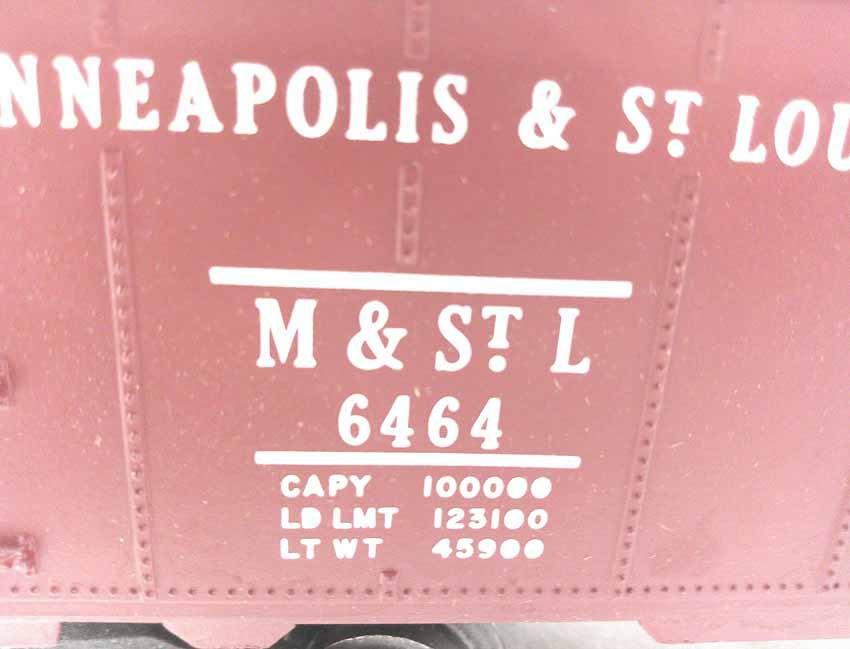 NNEAPOLIS & ST. LOU
M & ST. L
6464
CAPY 100000
LD LMT 123100
LT WT 45900